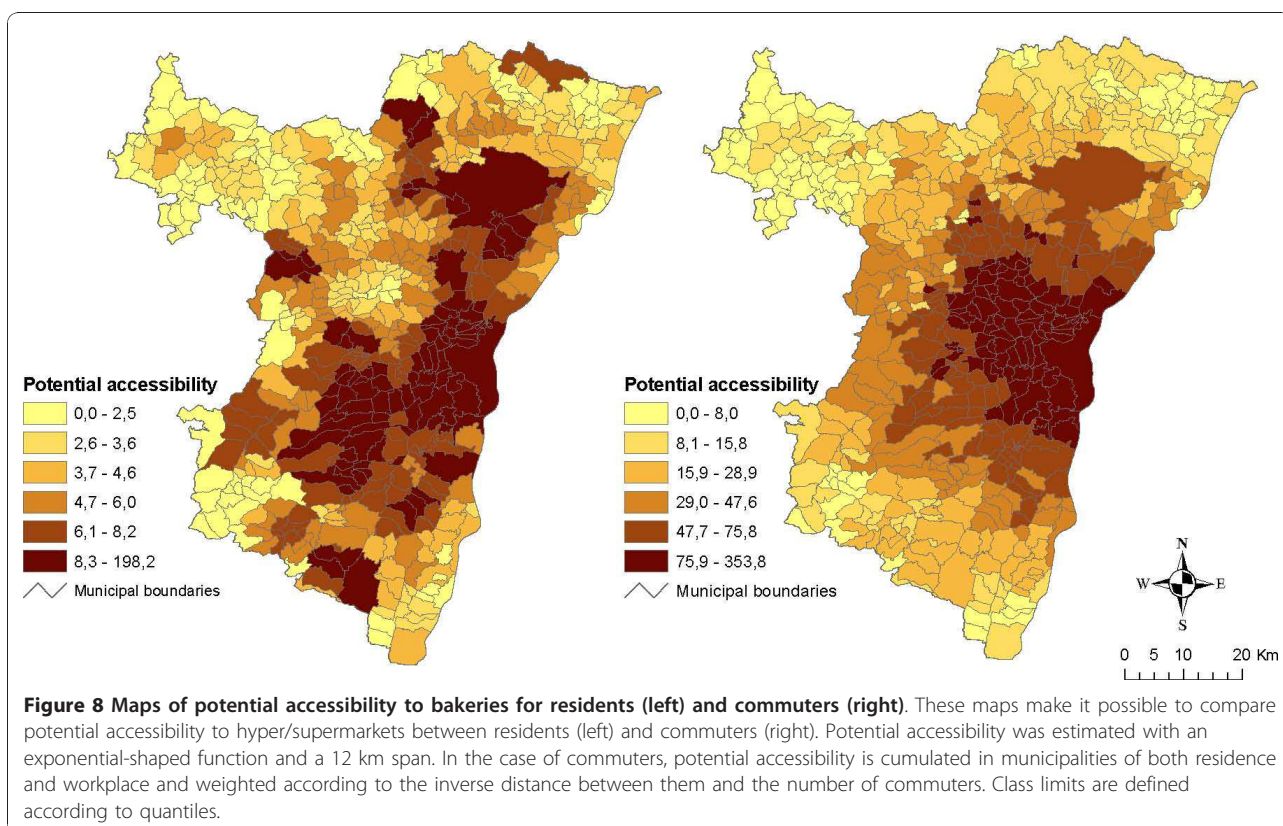 Potential accessibility
0,0 - 2,5
2,6 - 3,6
3,7 - 4,6
4,7 - 6,0
6,1 - 8,2
8,3 - 198,2
Municipal boundaries
Potential accessibility
0,0 - 8,0
8,1 - 15,8
15,9 - 28,9
29,0 - 47,6
47,7 - 75,8
75,9 - 353,8
Municipal boundaries
N
W E
S
0 5 10 20 Km
Figure 8 Maps of potential accessibility to bakeries for residents (left) and commuters (right). These maps make it possible to compare
potential accessibility to hyper/supermarkets between residents (left) and commuters (right). Potential accessibility was estimated with an
exponential-shaped function and a 12 km span. In the case of commuters, potential accessibility is cumulated in municipalities of both residence
and workplace and weighted according to the inverse distance between them and the number of commuters. Class limits are defined
according to quantiles.